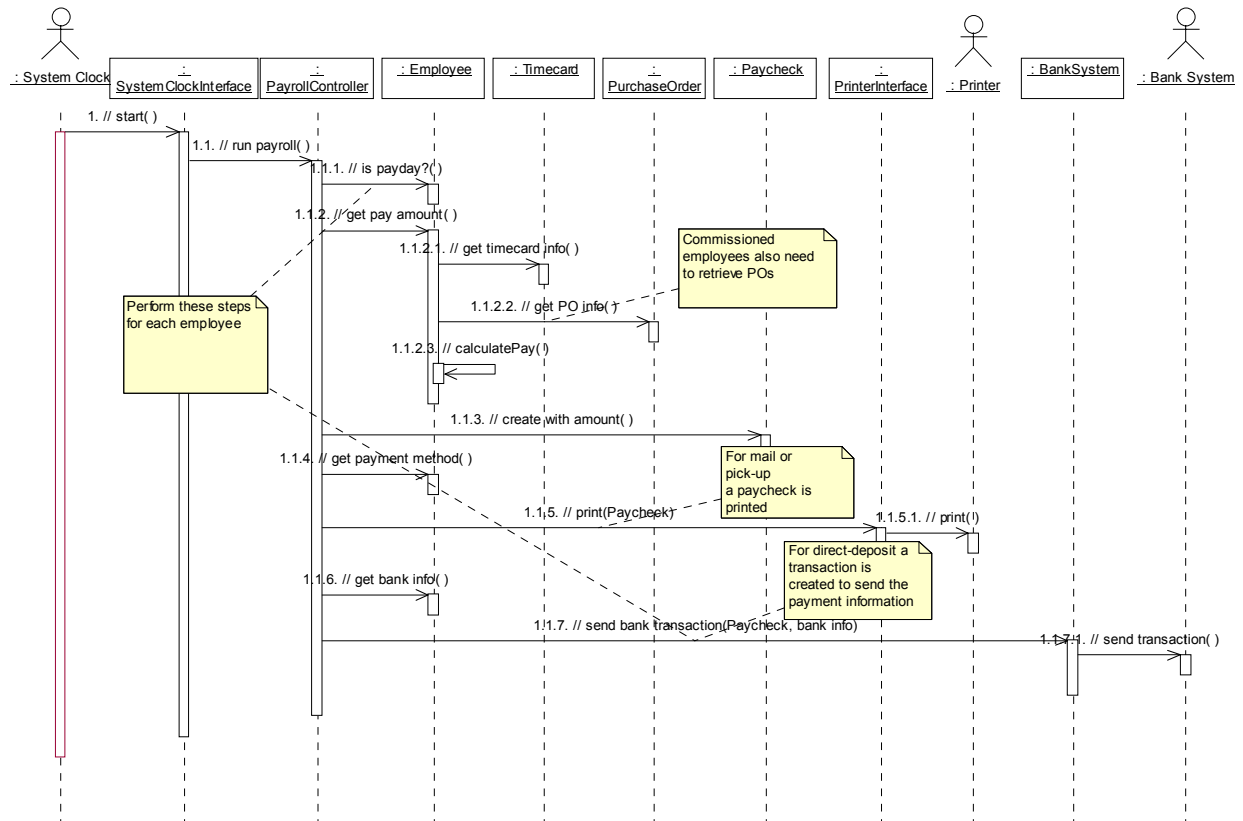 : System Clock
:
SystemClockInterface
:
PayrollController
: Employee
: Timecard
:
PurchaseOrder
: Paycheck
:
PrinterInterface
: Printer
: BankSystem
: Bank System
1. // start( )
1.1. // run payroll( )
1.1.1. // is payday?( )
1.1.2. // get pay amount( )
1.1.2.1. // get timecard info( )
Commissioned
employees also need
to retrieve POs
1.1.2.2. // get PO info( )
Perform these steps
for each employee
1.1.2.3. // calculatePay( )
1.1.3. // create with amount( )
1.1.4. // get payment method( )
For mail or
pick-up
a paycheck is
printed
1.1.5. // print(Paycheck)
1.1.5.1. // print( )
For direct-deposit a
transaction is
created to send the
payment information
1.1.6. // get bank info( )
1.1.7. // send bank transaction(Paycheck, bank info)
1.1.7.1. // send transaction( )